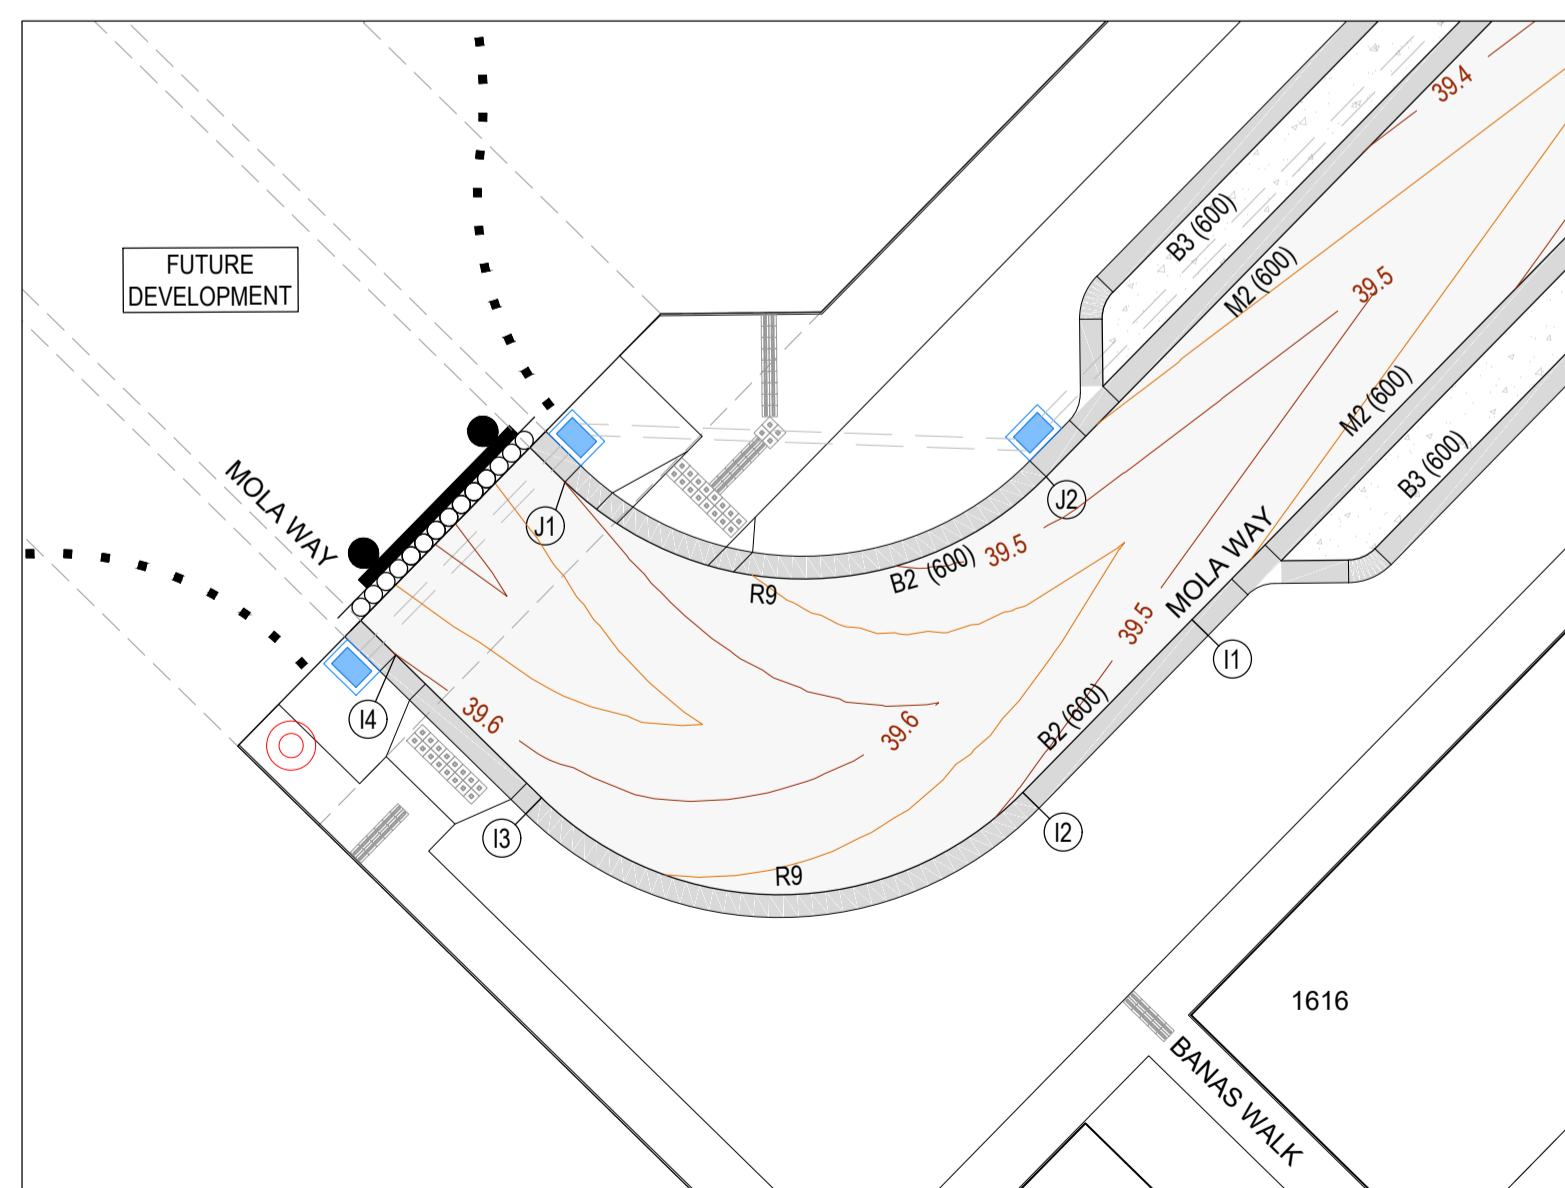 39.4
B3 (600)
FUTURE
DEVELOPMENT
M2 (600)
39.5
M2 (600)
B3 (600)
MOLA WAY
J1
J2
39.5
B2 (600)
R9
MOLA WAY
39.5
I1
I4
39.6
39.6
B2 (600)
I3
I2
R9
1616
BANAS WALK